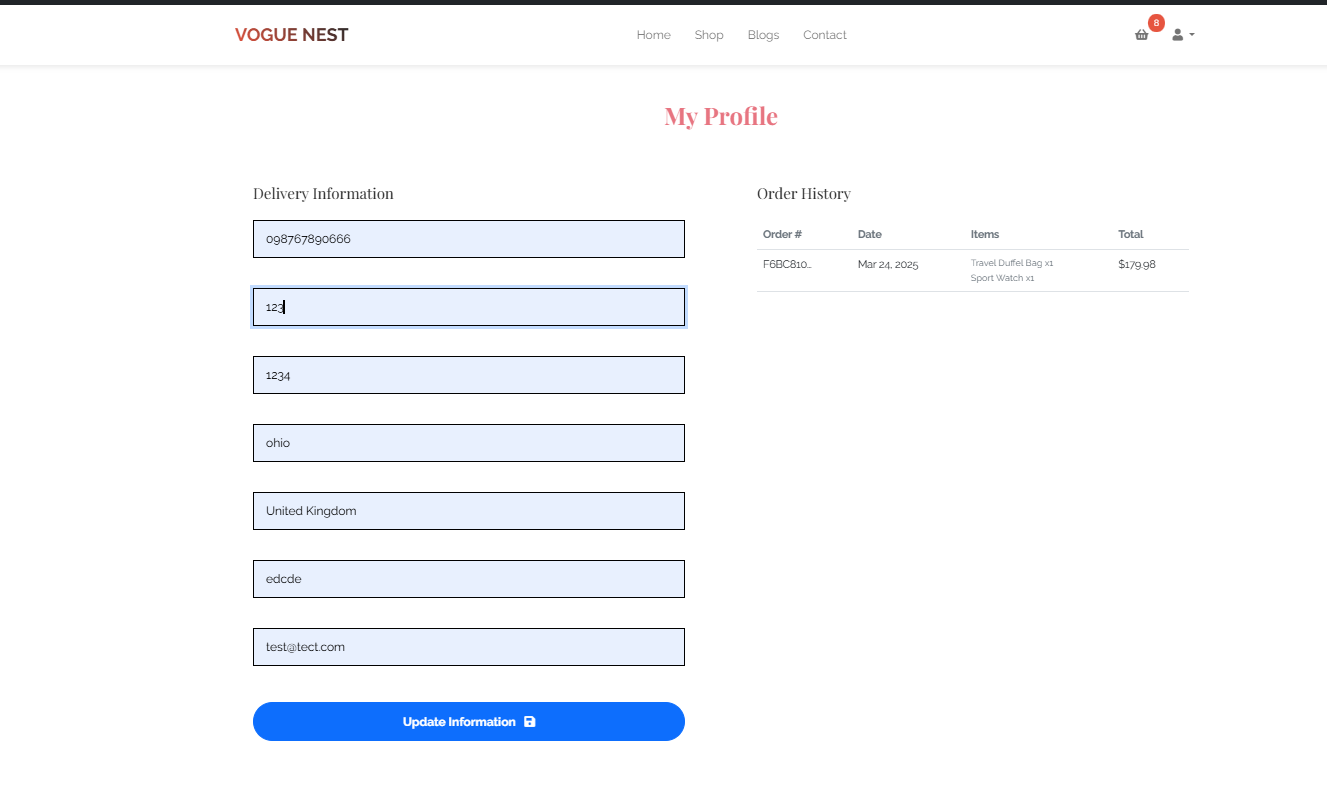 VOGUE NEST
Home Shop Blogs Contact
8
My Profile
Delivery Information
098767890666
123
1234
ohio
United Kingdom
edcde
test@tect.com
Update Information
Order History
Order # Date Items Total
F6BC810... Mar 24, 2025 Travel Duffel Bag x1 $179.98
Sport Watch x1